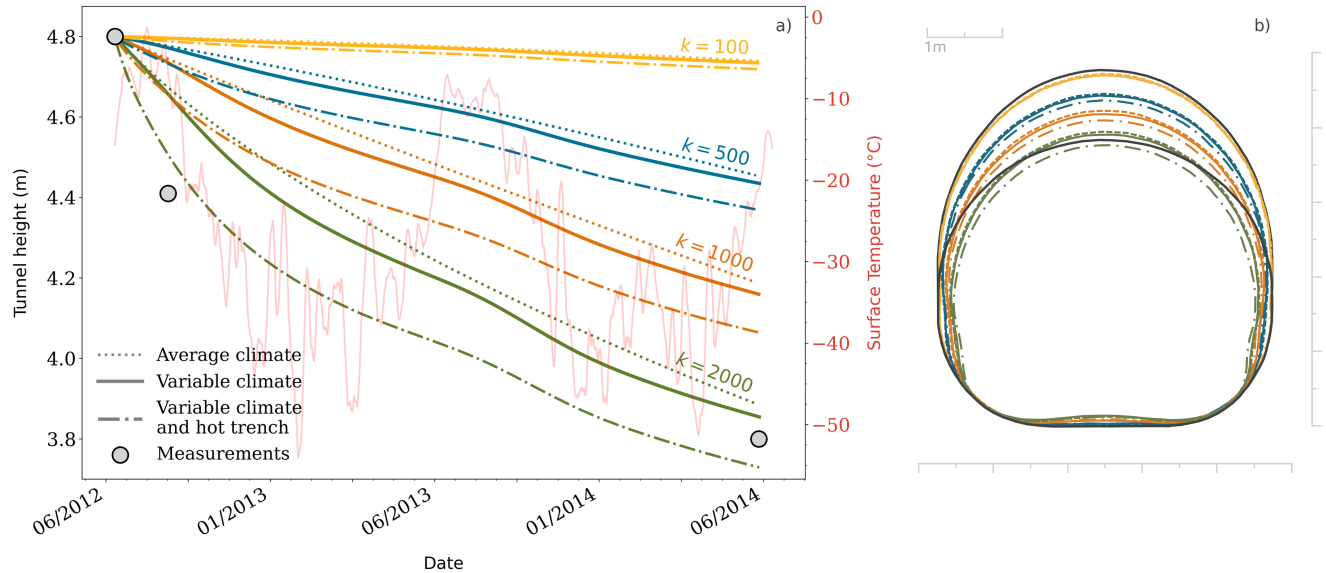 a)
4.8
4.6
4.4
4.2
4.0
3.8
Tunnel height (m)
k = 100
k = 500
k = 1000
k = 2000
Average climate
Variable climate
Variable climate
and hot trench
Measurements
06/2012
01/2013
06/2013
01/2014
06/2014
Date
0
−10
−20
−30
−40
−50
Surface Temperature (°C)
b)
1m